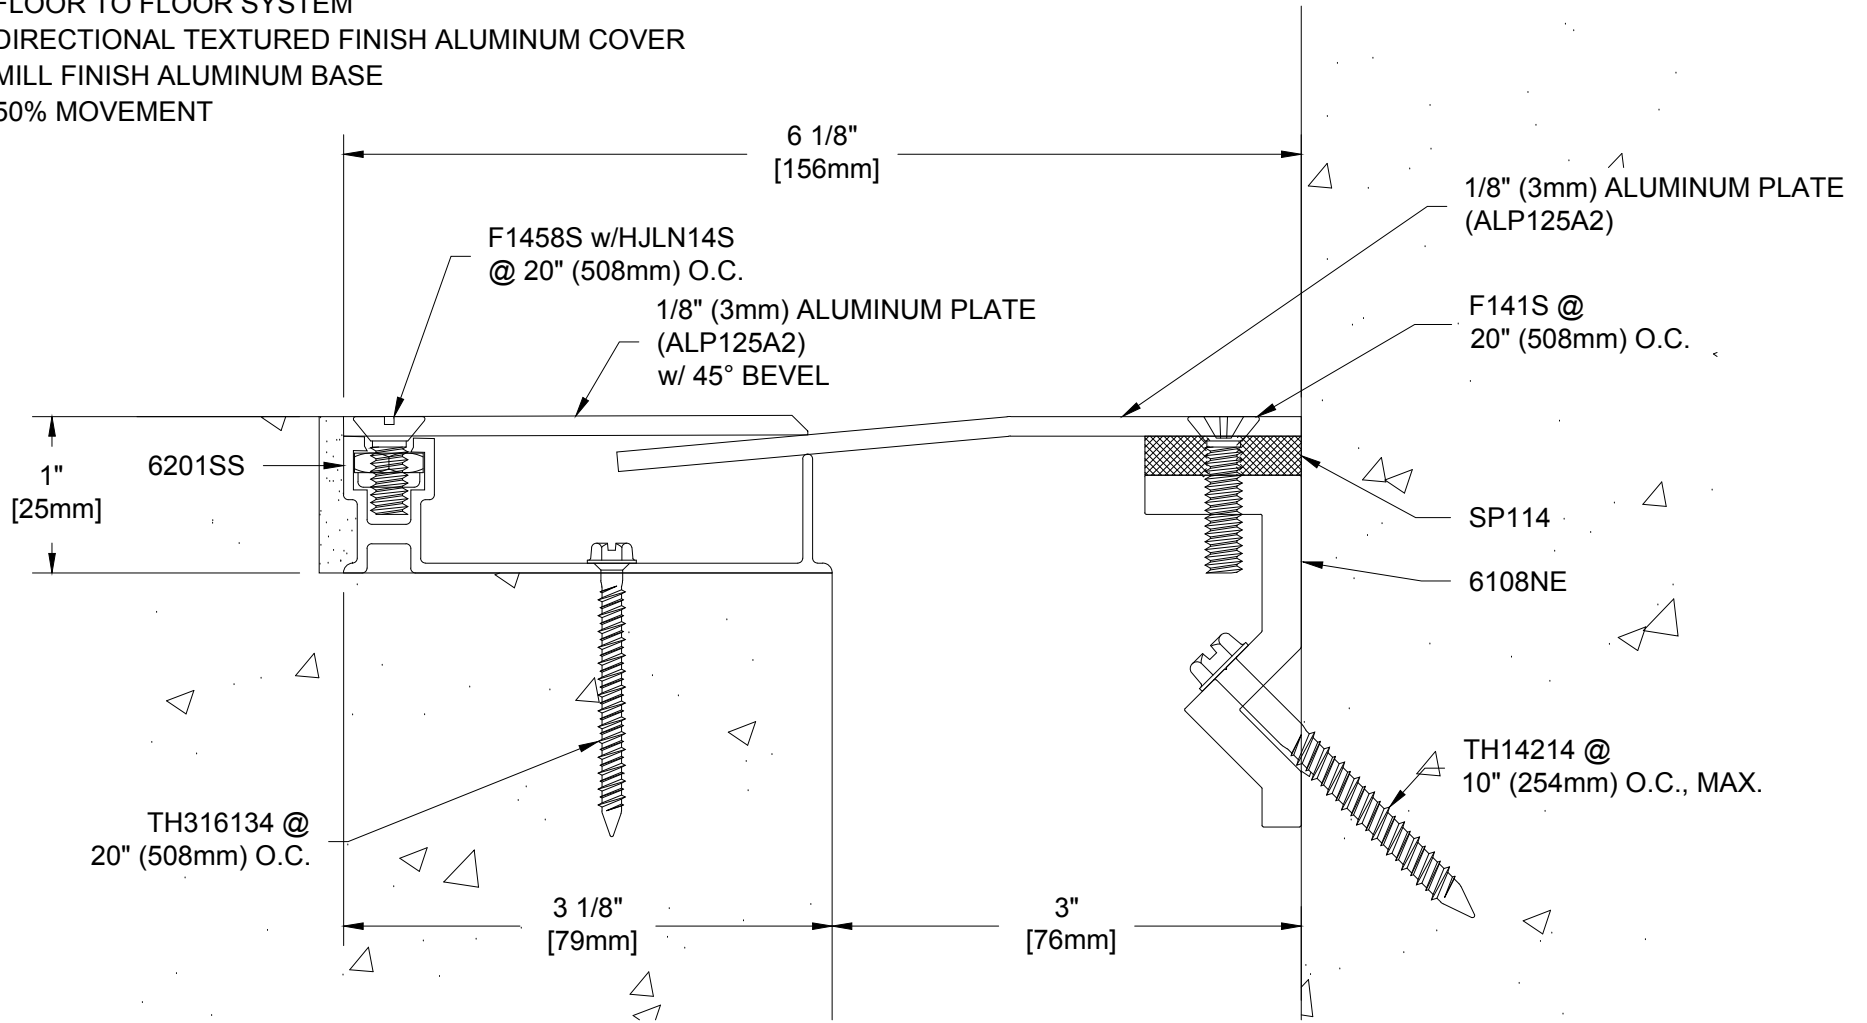 FLOOR TO FLOOR SYSTEM
DIRECTIONAL TEXTURED FINISH ALUMINUM COVER
MILL FINISH ALUMINUM BASE
50% MOVEMENT
6 1/8"
[156mm]
1/8" (3mm) ALUMINUM PLATE
(ALP125A2)
F1458S w/HJLN14S
@ 20" (508mm) O.C.
1/8" (3mm) ALUMINUM PLATE
(ALP125A2)
w/ 45° BEVEL
F141S @
20" (508mm) O.C.
6201SS
1"
[25mm]
SP114
6108NE
TH14214 @
10" (254mm) O.C., MAX.
TH316134 @
20" (508mm) O.C.
3 1/8"
[79mm]
3"
[76mm]